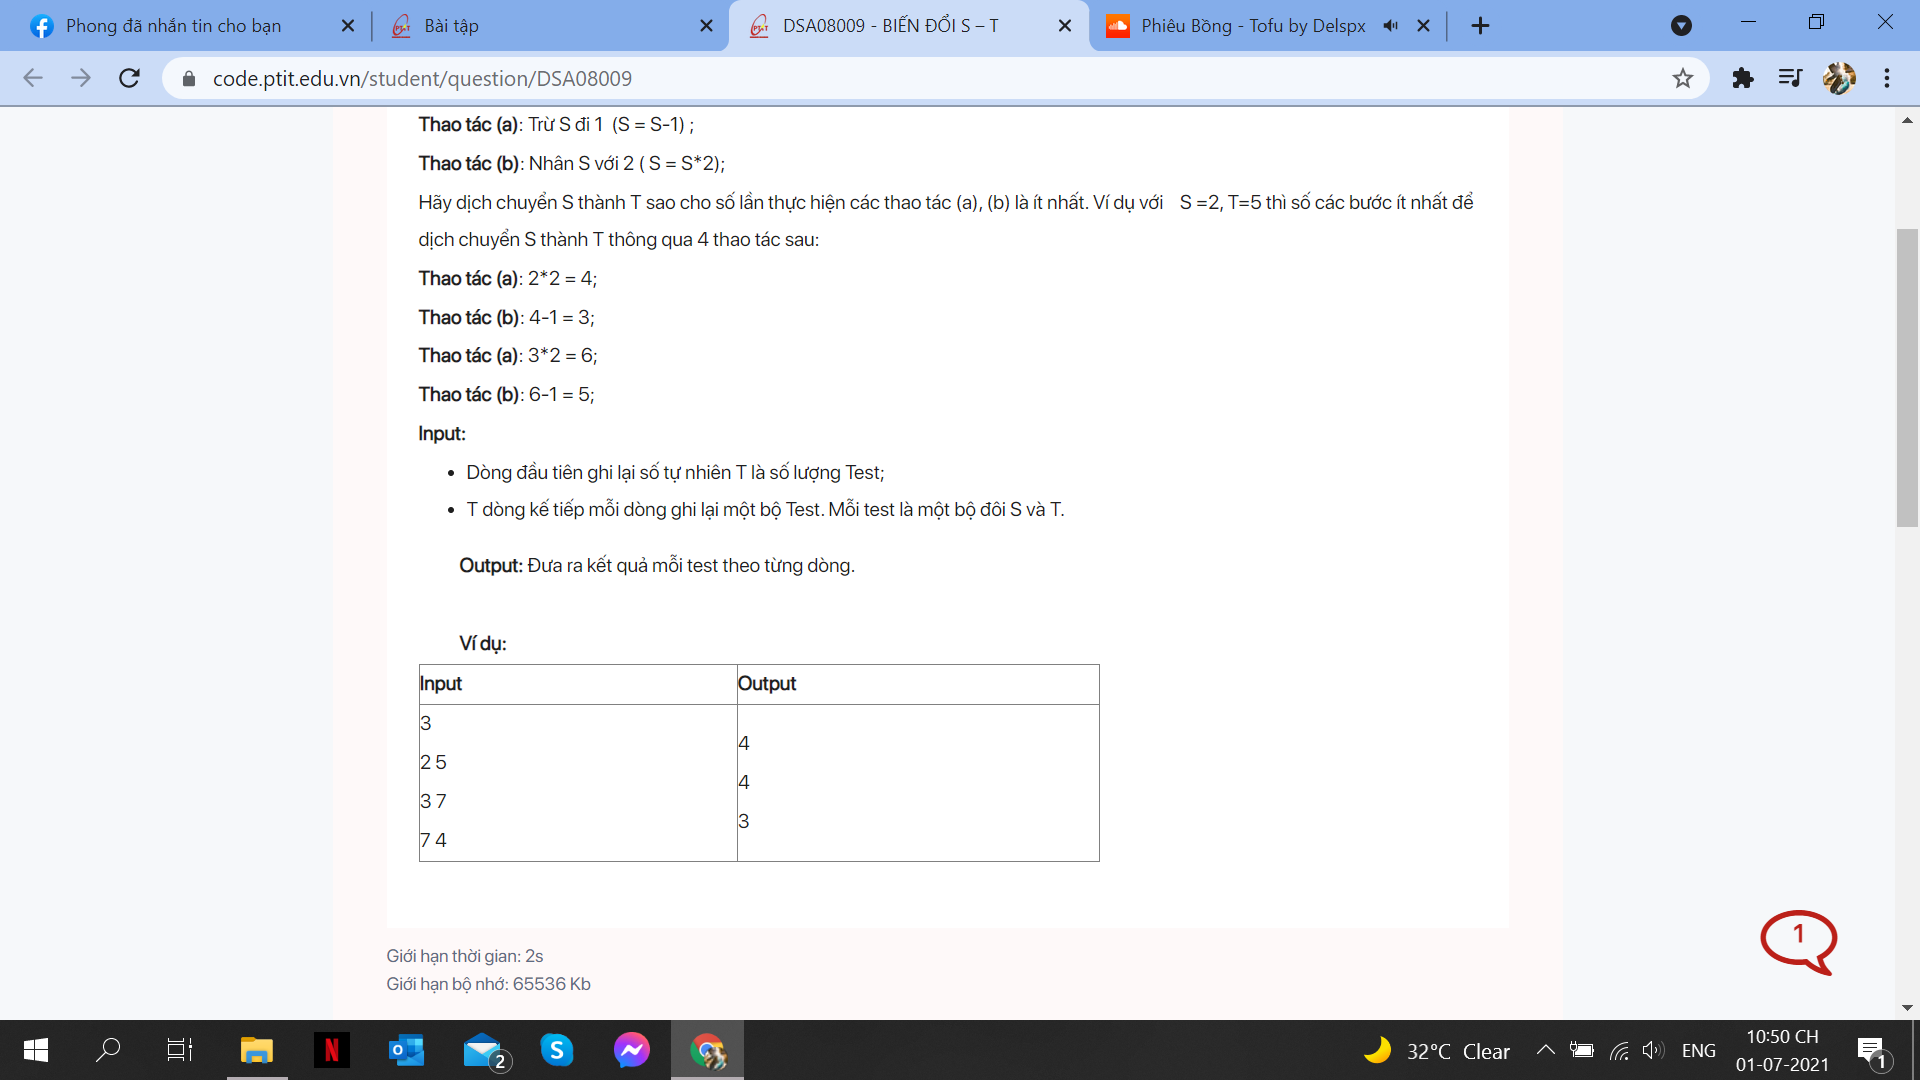 Phong đã nhắn tin cho bạn
Bài tập
DSA08009 - BIẾN ĐỔI S – T
Phiêu Bồng - Tofu by Delspx
code.ptit.edu.vn/student/question/DSA08009
Thao tác (a): Trừ S đi 1 (S = S-1) ;
Thao tác (b): Nhân S với 2 ( S = S*2);
Hãy dịch chuyển S thành T sao cho số lần thực hiện các thao tác (a), (b) là ít nhất. Ví dụ với S =2, T=5 thì số các bước ít nhất để
dịch chuyển S thành T thông qua 4 thao tác sau:
Thao tác (a): 2*2 = 4;
Thao tác (b): 4-1 = 3;
Thao tác (a): 3*2 = 6;
Thao tác (b): 6-1 = 5;
Input:
• Dòng đầu tiên ghi lại số tự nhiên T là số lượng Test;
• T dòng kế tiếp mỗi dòng ghi lại một bộ Test. Mỗi test là một bộ đôi S và T.
Output: Đưa ra kết quả mỗi test theo từng dòng.
Ví dụ:
Input Output
3
2 5
3 7
7 4
4
4
3
1
Giới hạn thời gian: 2s
Giới hạn bộ nhớ: 65536 Kb
N
2
S
32°C Clear
ENG
10:50 CH
01-07-2021
1